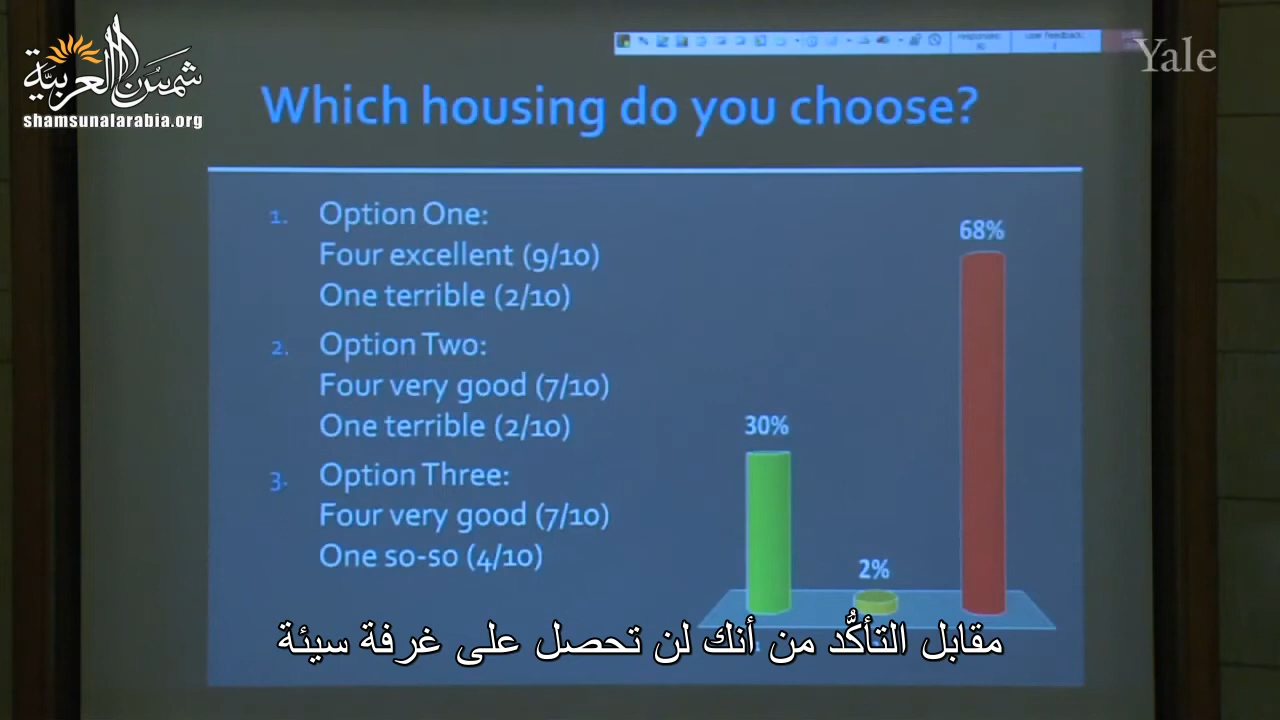 شمسُ العربيَّة
shamsunalarabia.org
Yale
Which housing do you choose?
1. Option One:
Four excellent (9/10)
One terrible (2/10)
2. Option Two:
Four very good (7/10)
One terrible (2/10)
3. Option Three:
Four very good (7/10)
One so-so (4/10)
30%
2%
68%
مقابل التأكُّد من أنك لن تحصل على غرفة سيئة